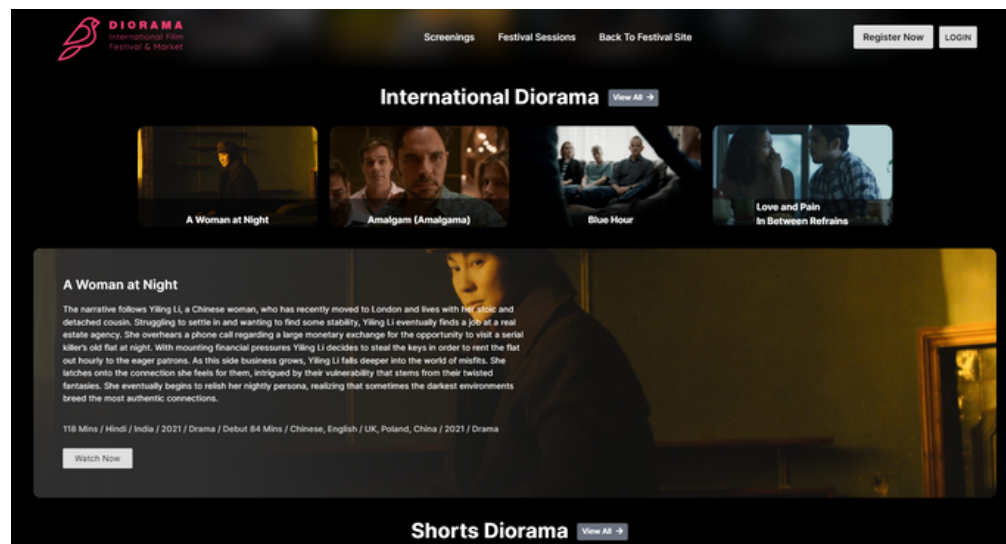 DIORAMA
International Film
Festival & Market
Screenings
Festival Sessions
Back To Festival Site
Register Now
LOGIN
International Diorama
View All →
A Woman at Night
Amalgam (Amalgama)
Blue Hour
Love and Pain
In Between Refrains
A Woman at Night
The narrative follows Yiling Li, a Chinese woman, who has recently moved to London and lives with her stoic and
detached cousin. Struggling to settle in and wanting to find some stability, Yiling Li eventually finds a job at a real
estate agency. She overhears a phone call regarding a large monetary exchange for the opportunity to visit a serial
killer's old flat at night. With mounting financial pressures Yiling Li decides to steal the keys in order to rent the flat
out hourly to the eager patrons. As this side business grows, Yiling Li falls deeper into the world of misfits. She
latches onto the connection she feels for them, intrigued by their vulnerability that stems from their twisted
fantasies. She eventually begins to relish her nightly persona, realizing that sometimes the darkest environments
breed the most authentic connections.
118 Mins / Hindi / India / 2021 / Drama / Debut 84 Mins / Chinese, English / UK, Poland, China / 2021 / Drama
Watch Now
Shorts Diorama
View All →